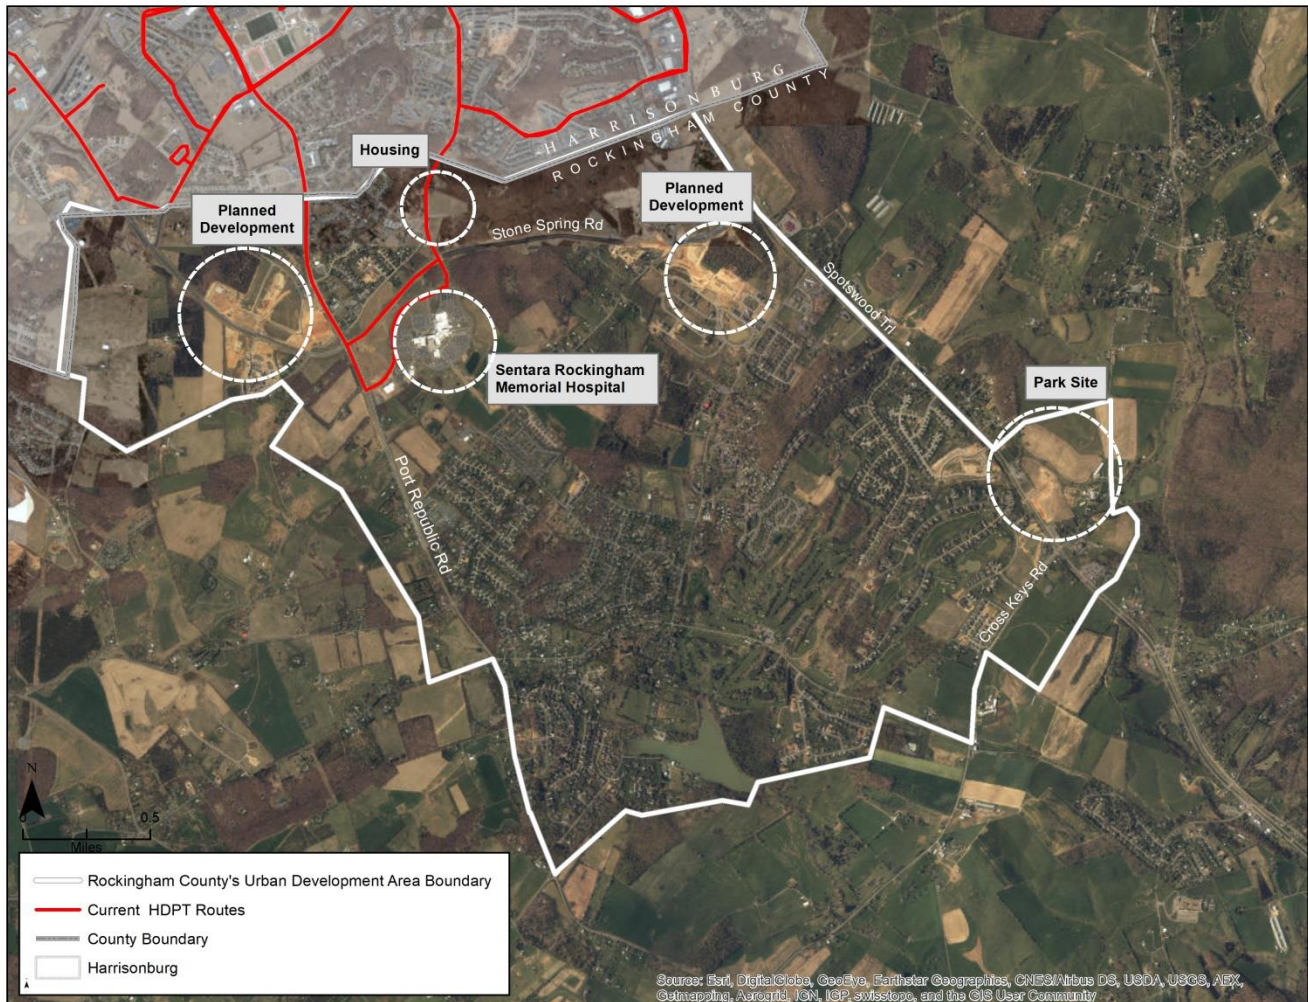 HARRISONBURG
ROCKINGHAM COUNTY
Housing
Planned
Development
Planned
Development
Stone Spring Rd
Spotswood Trl
Sentara Rockingham
Memorial Hospital
Park Site
Port Republic Rd
Cross Keys Rd
N
0 0.5
Miles
Rockingham County's Urban Development Area Boundary
Current HDPT Routes
County Boundary
Harrisonburg
Source: Esri, DigitalGlobe, GeoEye, Earthstar Geographics, CNES/Airbus DS, USDA, USGS, AEX,
Getmapping, Aerogrid, IGN, IGP, swisstopo, and the GIS User Community